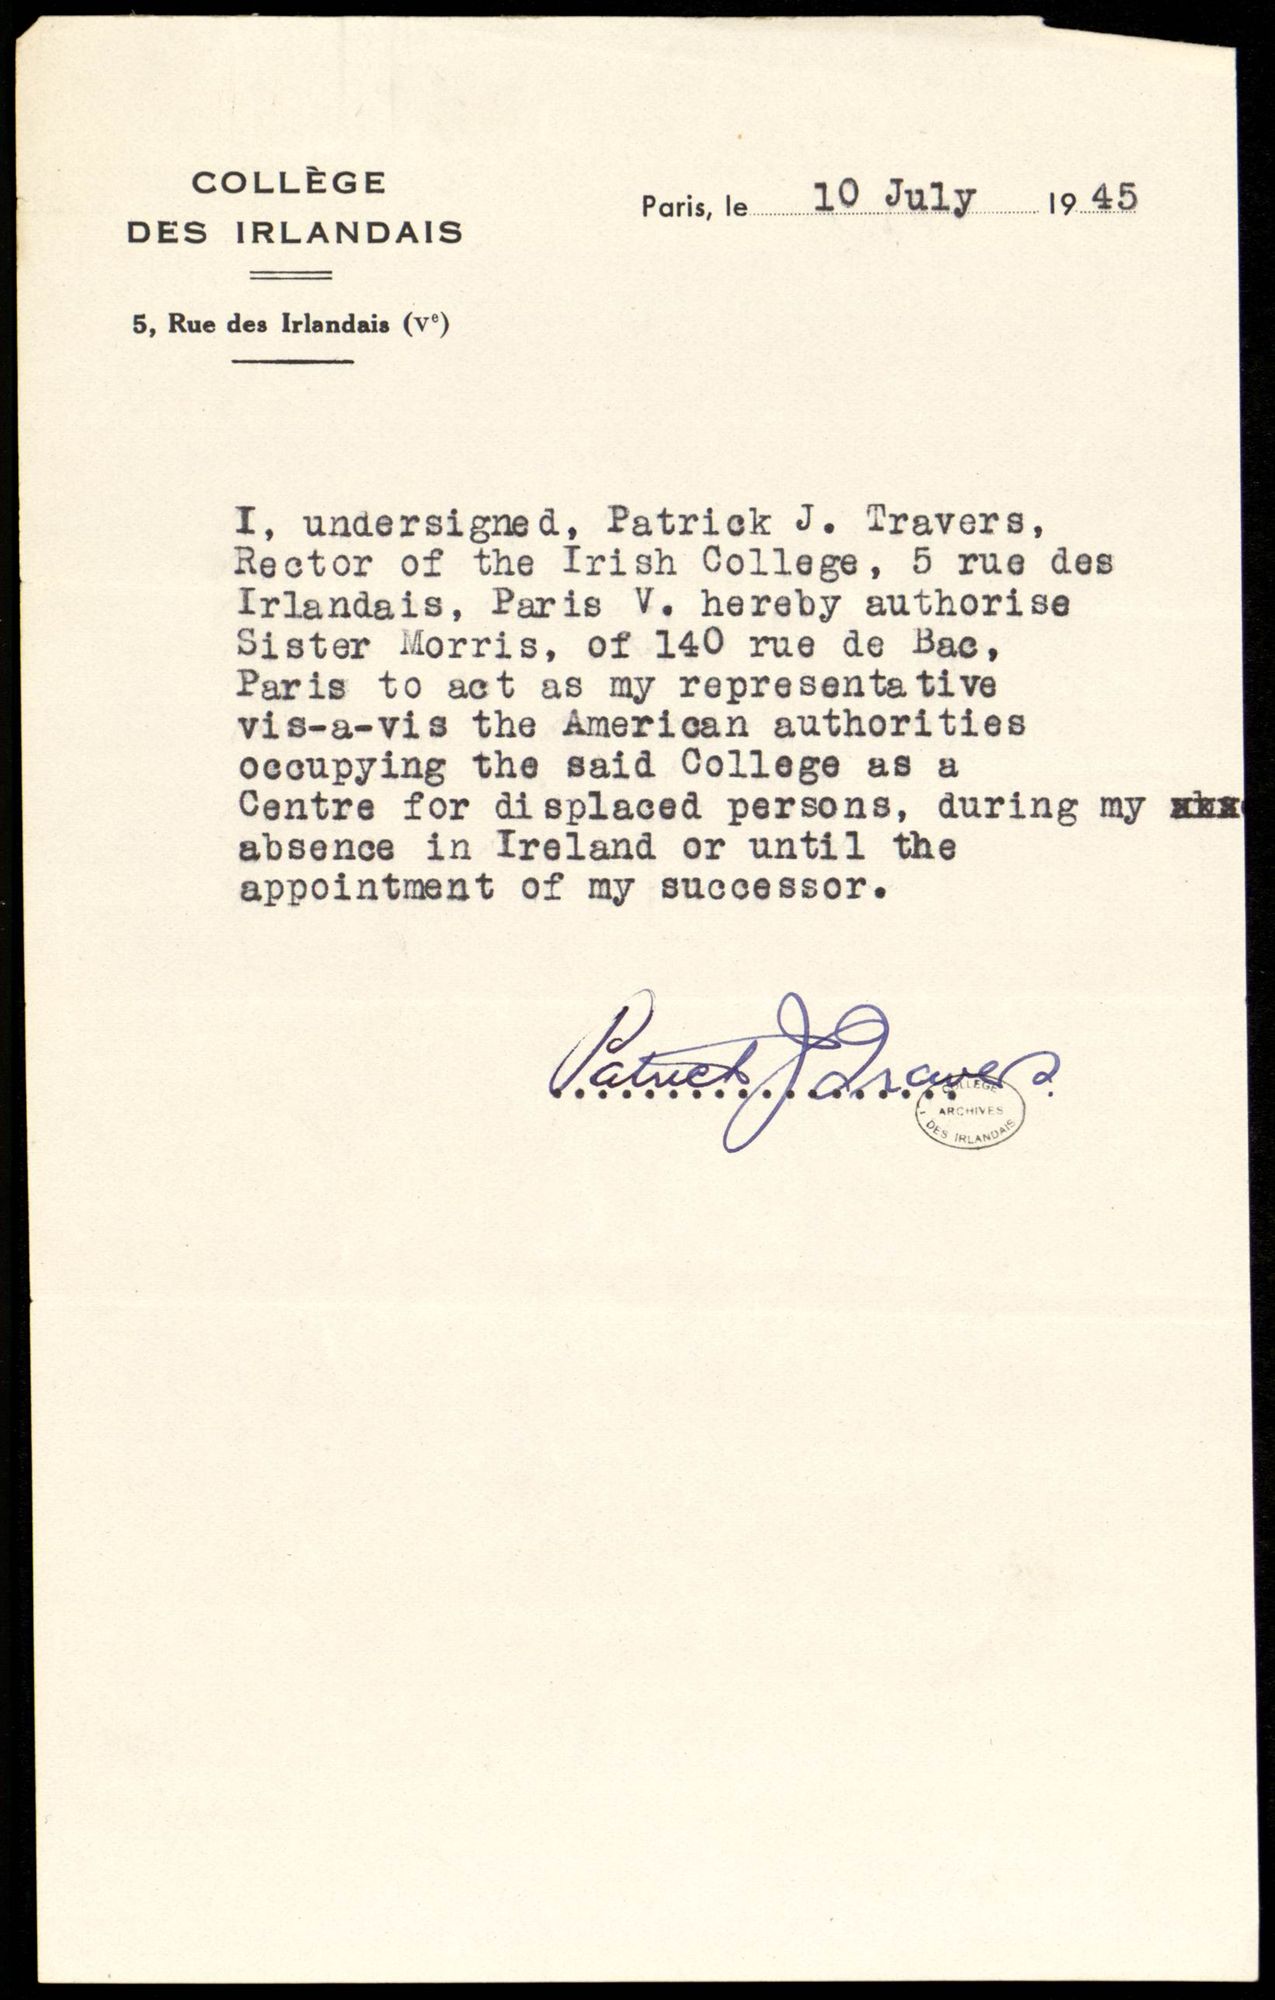 COLLÈGE
DES IRLANDAIS
5, Rue des Irlandais (Vᵉ)
Paris, le 10 July 1945
I, undersigned, Patrick J. Travers,
Rector of the Irish College, 5 rue des
Irlandais, Paris V. hereby authorise
Sister Morris, of 140 rue de Bac,
Paris to act as my representative
vis-a-vis the American authorities
occupying the said College as a
Centre for displaced persons, during my
absence in Ireland or until the
appointment of my successor.
Patrick J Travers.
COLLEGE
ARCHIVES
DES IRLANDAIS